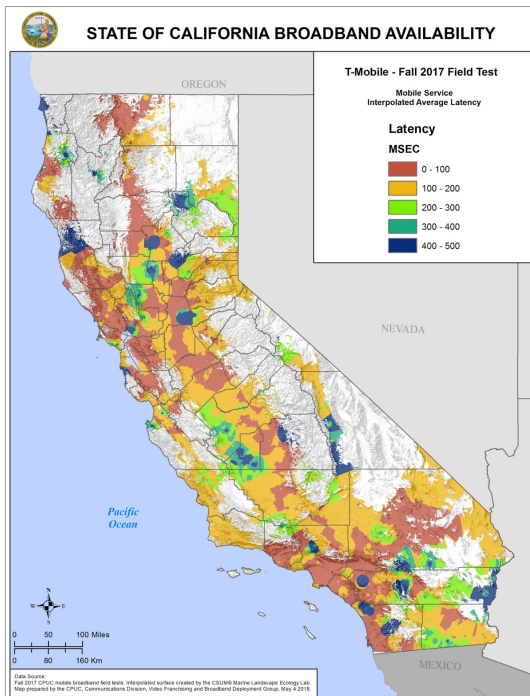 STATE OF CALIFORNIA BROADBAND AVAILABILITY
T-Mobile - Fall 2017 Field Test
Mobile Service
Interpolated Average Latency
Latency
MSEC
0 - 100
100 - 200
200 - 300
300 - 400
400 - 500
OREGON
NEVADA
Pacific
Ocean
MEXICO
N
W
E
S
0 50 100 Miles
0 80 160 KM
Data Source:
Fall 2017 CPUC mobile broadband field tests. Interpolated surface created by the CSUMB Marine Landscape Ecology Lab.
Map prepared by the CPUC, Communications Division, Video Franchising and Broadband Deployment Group, May 4 2018.